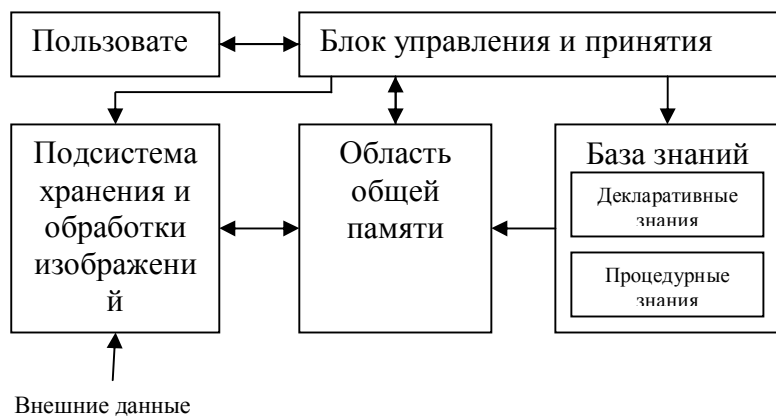 Пользовате
Блок управления и принятия
Подсистема
хранения и
обработки
изображени
й
Область
общей
памяти
База знаний
Декларативные
знания
Процедурные
знания
Внешние данные